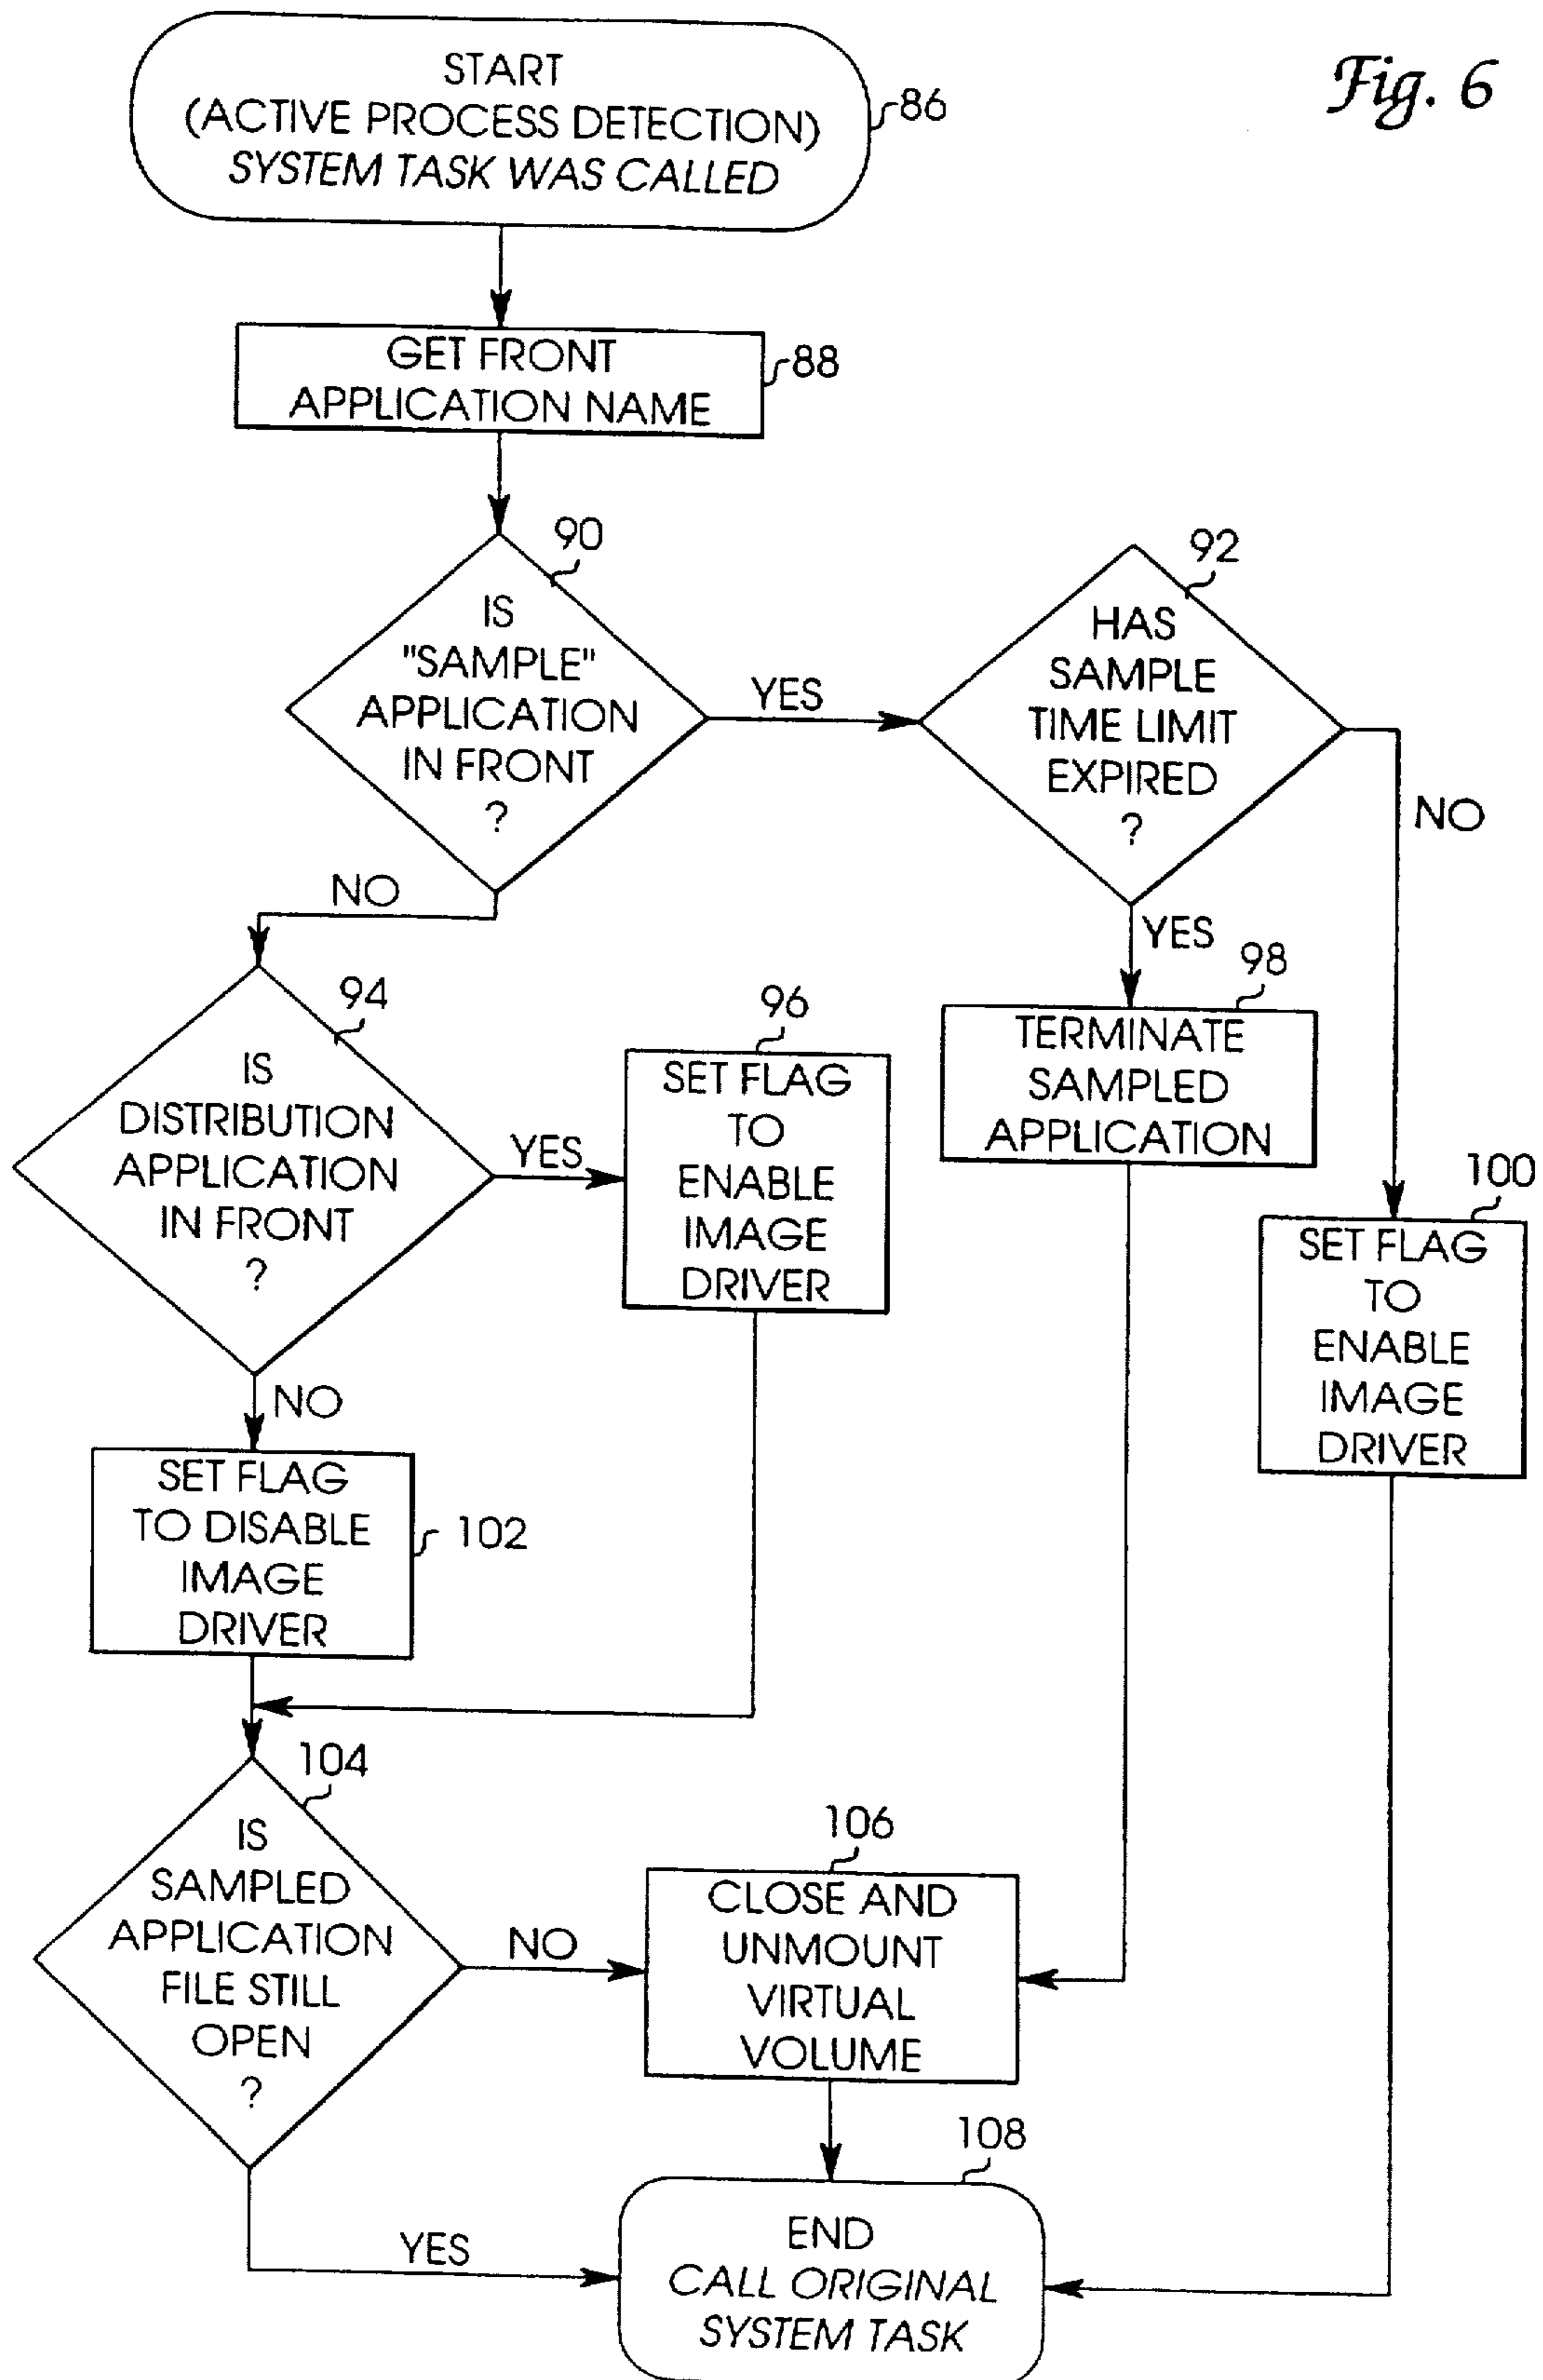 Fig. 6
START
(ACTIVE PROCESS DETECTION)
SYSTEM TASK WAS CALLED
86
GET FRONT
APPLICATION NAME
88
90
IS
"SAMPLE"
APPLICATION
IN FRONT
?
YES
NO
92
HAS
SAMPLE
TIME LIMIT
EXPIRED
?
NO
YES
94
IS
DISTRIBUTION
APPLICATION
IN FRONT
?
YES
NO
96
SET FLAG
TO
ENABLE
IMAGE
DRIVER
98
TERMINATE
SAMPLED
APPLICATION
100
SET FLAG
TO
ENABLE
IMAGE
DRIVER
SET FLAG
TO DISABLE
IMAGE
DRIVER
102
104
IS
SAMPLED
APPLICATION
FILE STILL
OPEN
?
NO
YES
106
CLOSE AND
UNMOUNT
VIRTUAL
VOLUME
108
END
CALL ORIGINAL
SYSTEM TASK